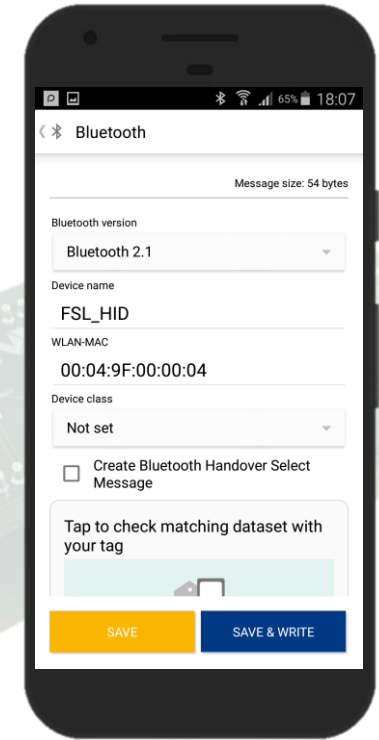 65% 18:07
Bluetooth
Message size: 54 bytes
Bluetooth version
Bluetooth 2.1
Device name
FSL_HID
WLAN-MAC
00:04:9F:00:00:04
Device class
Not set
Create Bluetooth Handover Select
Message
Tap to check matching dataset with
your tag
SAVE SAVE & WRITE